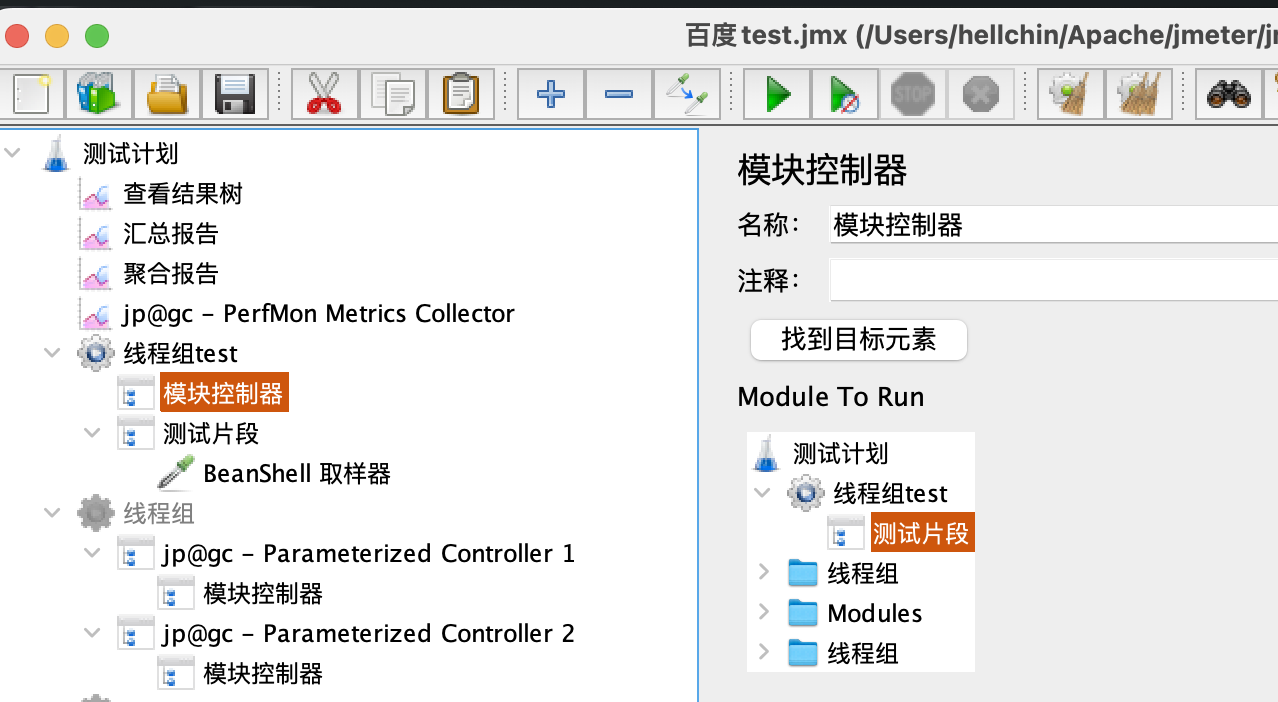 百度test.jmx (/Users/hellchin/Apache/jmeter/
STOP
测试计划
查看结果树
汇总报告
聚合报告
jp@gc - PerfMon Metrics Collector
线程组test
模块控制器
测试片段
BeanShell 取样器
线程组
jp@gc - Parameterized Controller 1
模块控制器
jp@gc - Parameterized Controller 2
模块控制器
模块控制器
名称：模块控制器
注释：
找到目标元素
Module To Run
测试计划
线程组test
测试片段
线程组
Modules
线程组